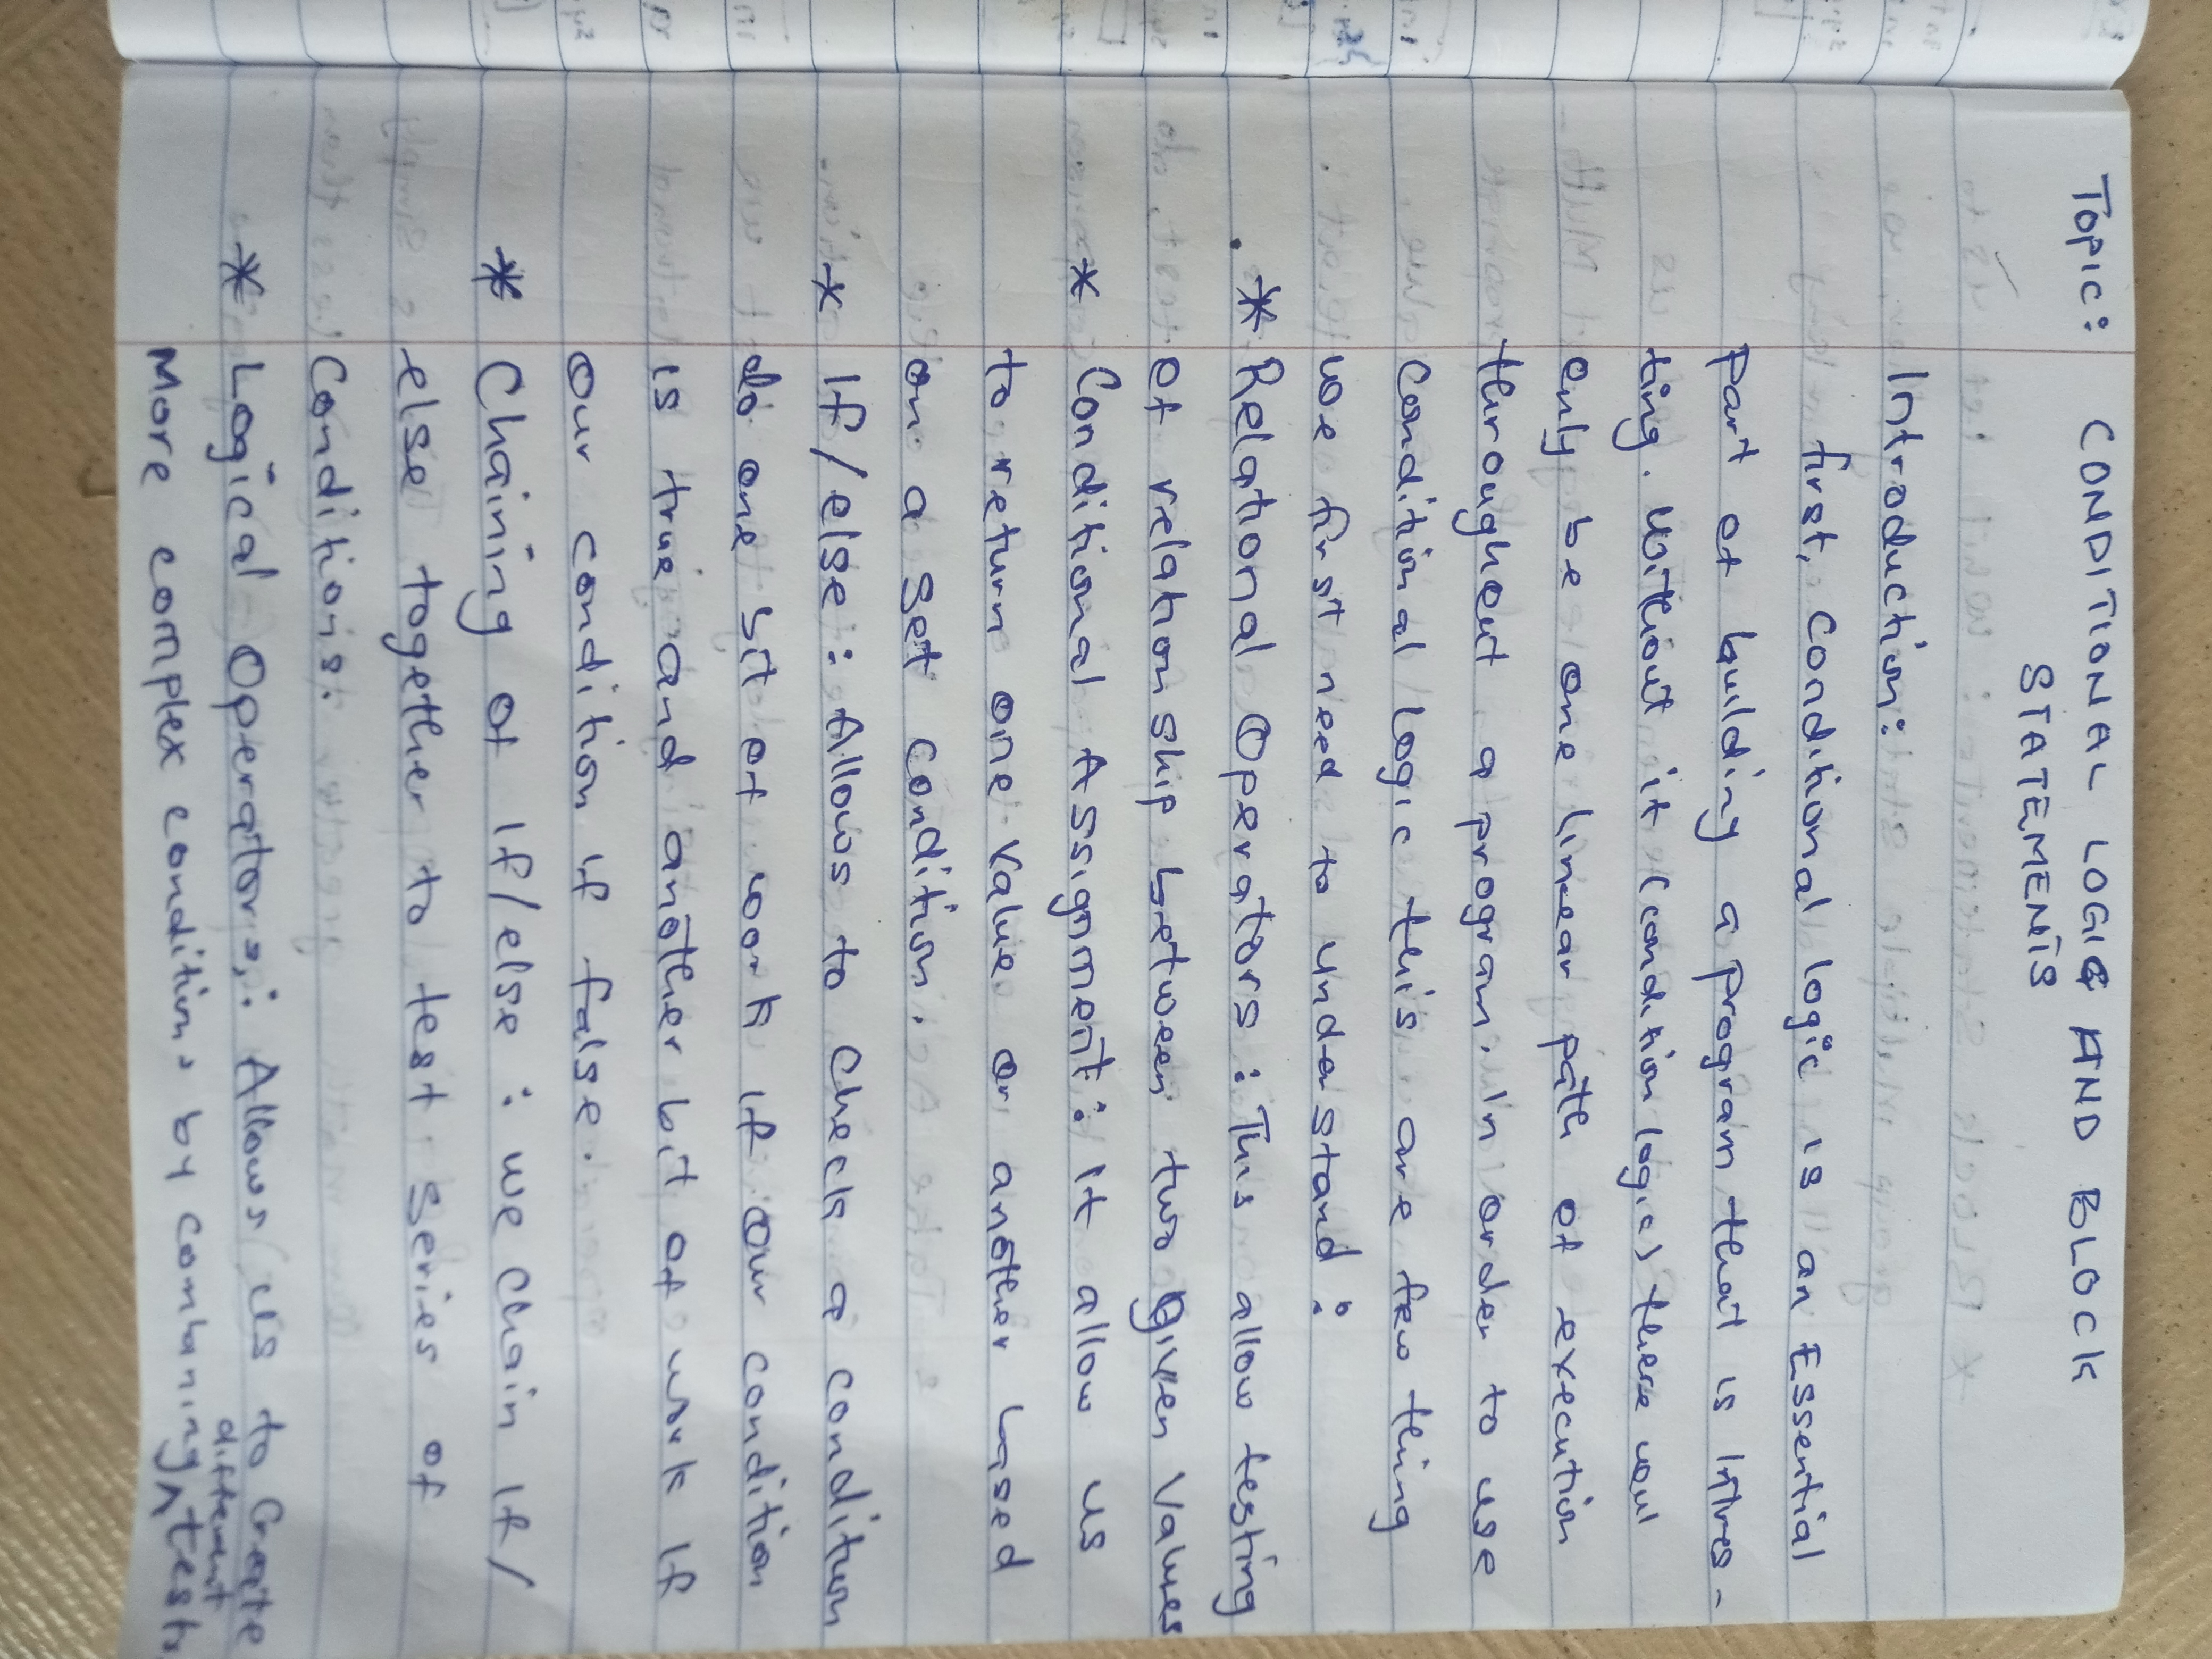 Topic: CONDITIONAL LOGIC AND BLOCK
STATEMENTS
Introduction:
first, Conditional logic is an Essential
part of building a program that is intres-
ting. Without it (condition logic) there woul
only be one linear path of execution
throughout a program. In order to use
Conditional logic this are few thing
we first need to understand:
* Relational Operators: This allow testing
of relationship between two given values
* Conditional Assignment: It allow us
to return one value or another based
on a set condition.
* If/else: Allows to check a condition
do one bit of work if our condition
is true and another bit of work if
our condition if false.
* Chaining of If/else: we chain if/
else together to test series of
Conditions.
* Logical Operators: Allows us to Create
different
More complex conditions by combining ^ tests